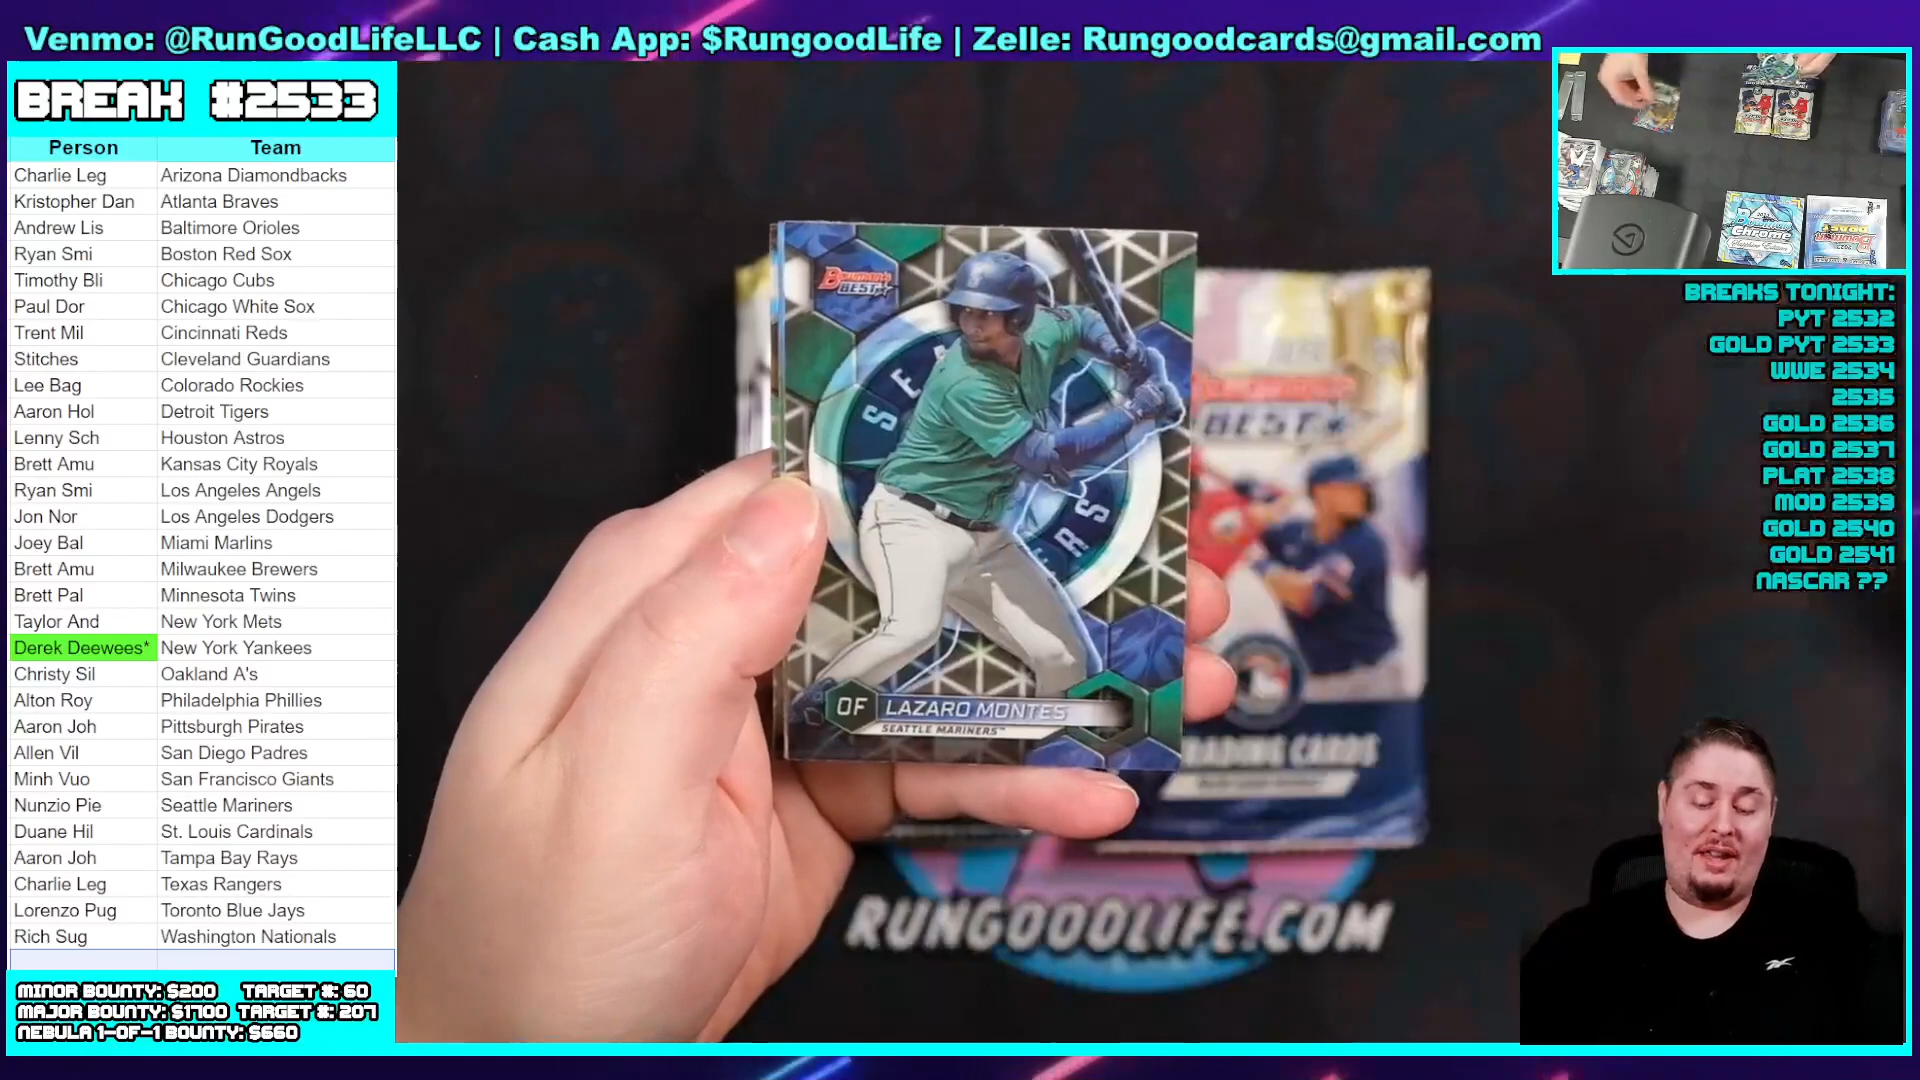 Venmo: @RunGoodLifeLLC | Cash App: $RungoodLife | Zelle: Rungoodcards@gmail.com
BREAK #2533
Person Team
Charlie Leg Arizona Diamondbacks
Kristopher Dan Atlanta Braves
Andrew Lis Baltimore Orioles
Ryan Smi Boston Red Sox
Timothy Bli Chicago Cubs
Paul Dor Chicago White Sox
Trent Mil Cincinnati Reds
Stitches Cleveland Guardians
Lee Bag Colorado Rockies
Aaron Hol Detroit Tigers
Lenny Sch Houston Astros
Brett Amu Kansas City Royals
Ryan Smi Los Angeles Angels
Jon Nor Los Angeles Dodgers
Joey Bal Miami Marlins
Brett Amu Milwaukee Brewers
Brett Pal Minnesota Twins
Taylor And New York Mets
Derek Deewees* New York Yankees
Christy Sil Oakland A's
Alton Roy Philadelphia Phillies
Aaron Joh Pittsburgh Pirates
Allen Vil San Diego Padres
Minh Vuo San Francisco Giants
Nunzio Pie Seattle Mariners
Duane Hil St. Louis Cardinals
Aaron Joh Tampa Bay Rays
Charlie Leg Texas Rangers
Lorenzo Pug Toronto Blue Jays
Rich Sug Washington Nationals
MINOR BOUNTY: $200 TARGET #: 60
MAJOR BOUNTY: $1700 TARGET #: 207
NEBULA 1-OF-1 BOUNTY: $660
Bowman's
BEST
SE
RS
OF LAZARO MONTES
SEATTLE MARINERS™
BEST
TRADING CARDS
RUNGOODLIFE.COM
Bowman
Chrome
Sapphire Edition
BREAKS TONIGHT:
PYT 2532
GOLD PYT 2533
WWE 2534
2535
GOLD 2536
GOLD 2537
PLAT 2538
MOD 2539
GOLD 2540
GOLD 2541
NASCAR ??